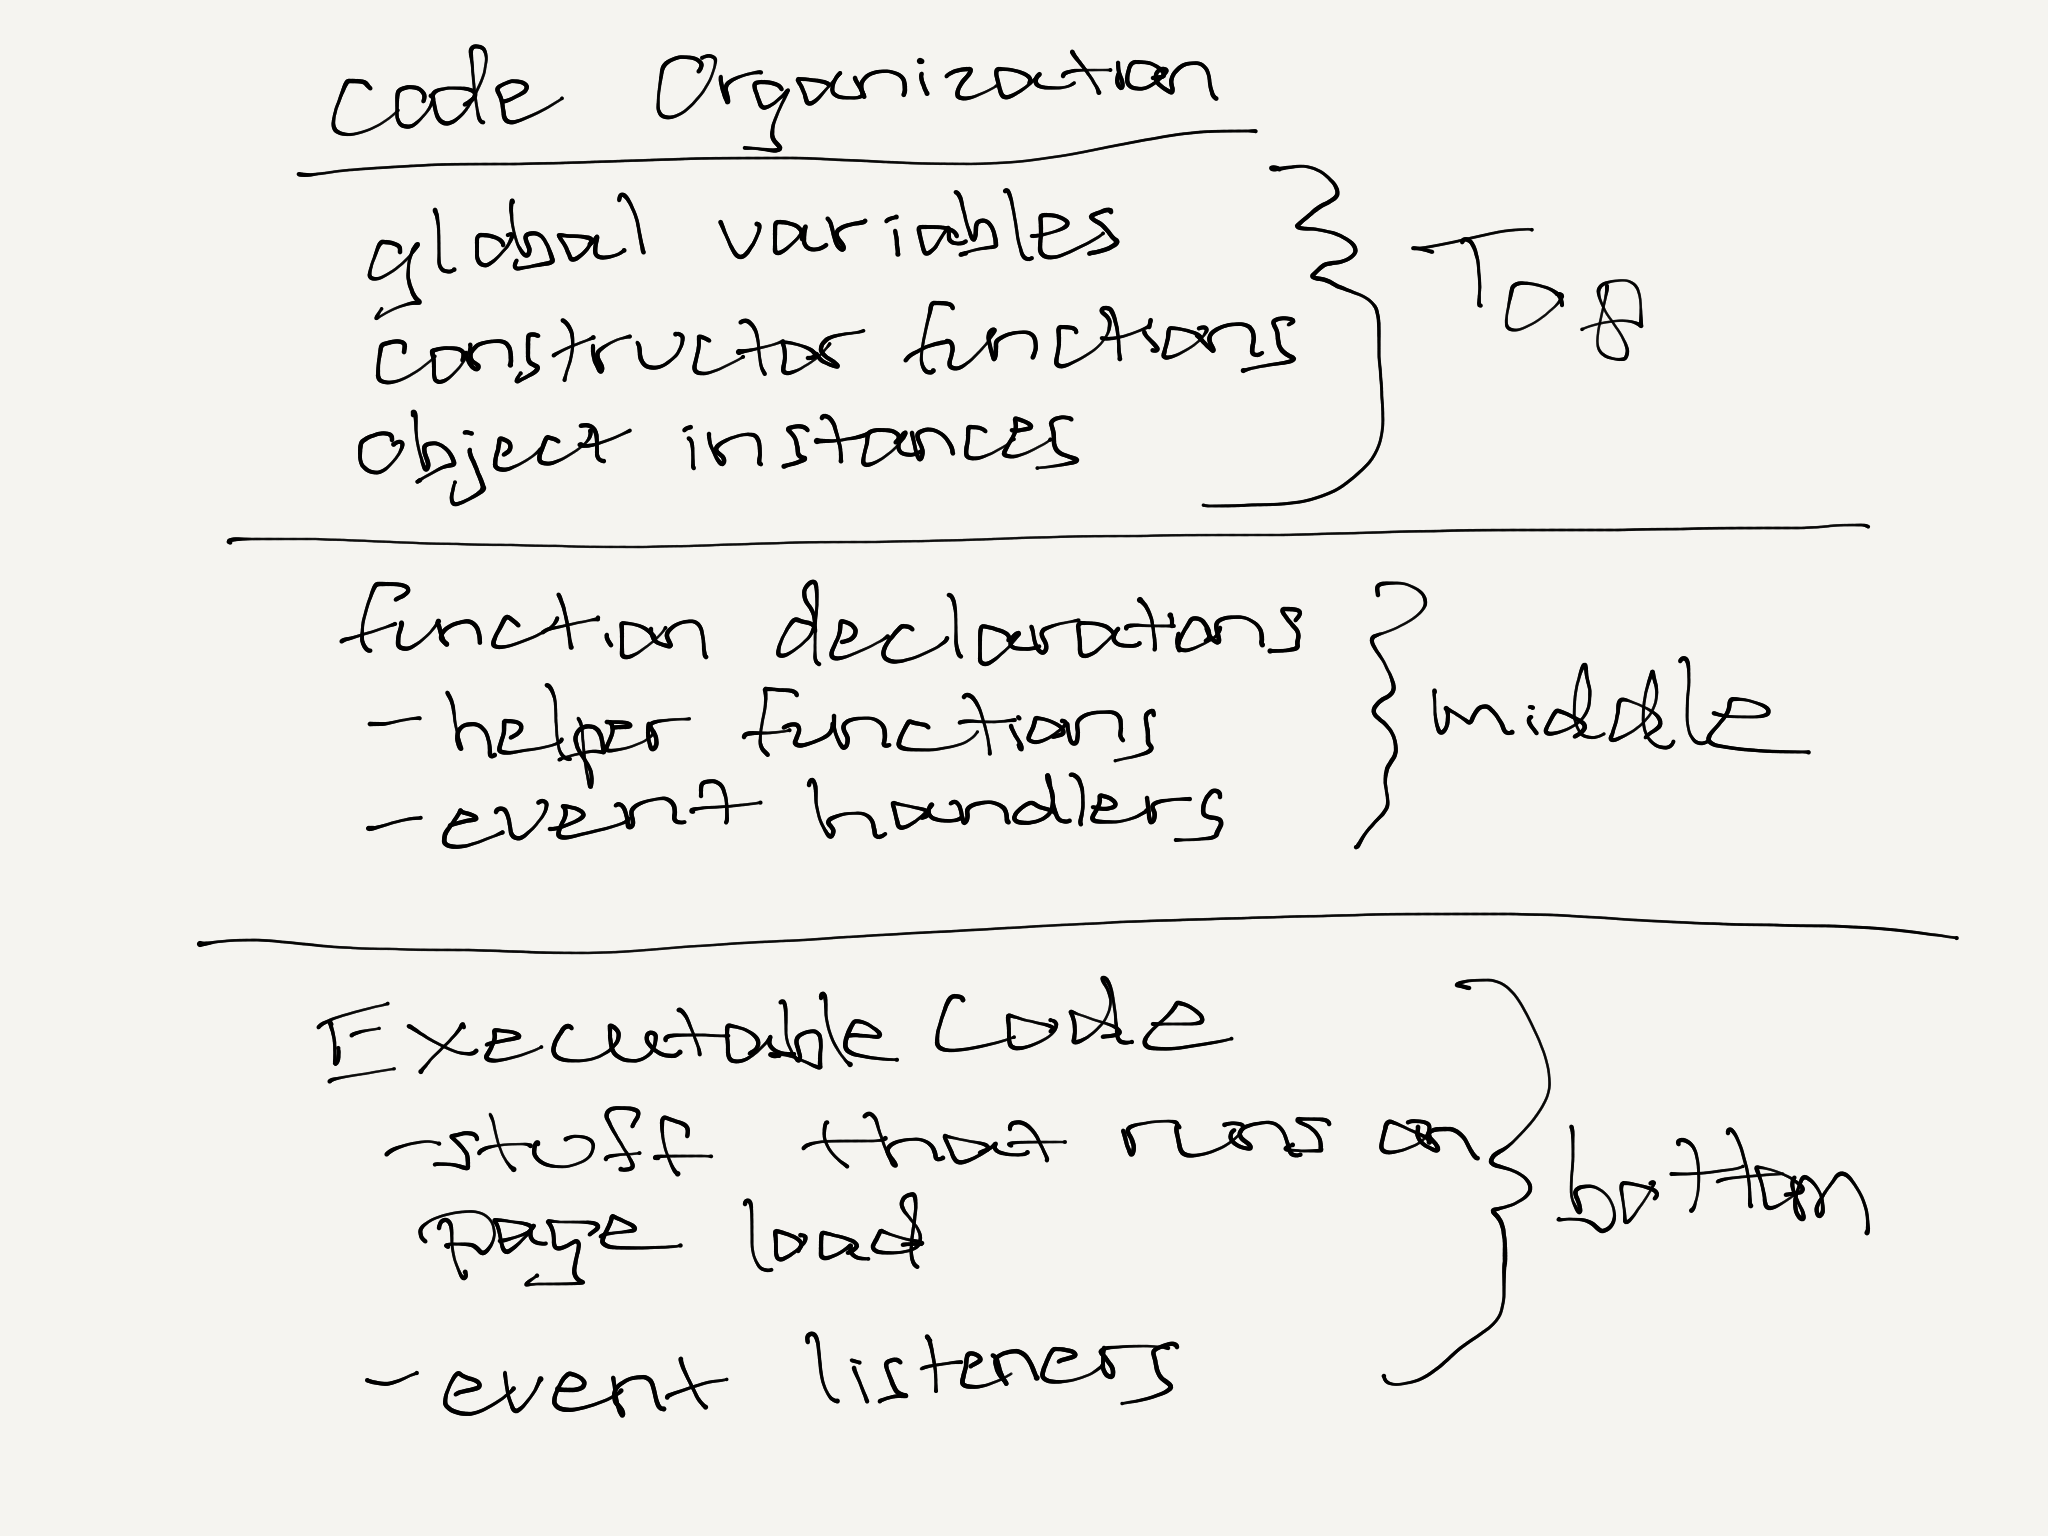 Code Organization
global variables
constructor functions
object instances
Top
function declarations
- helper functions
- event handlers
middle
Executable Code
- stuff that runs on
page load
- event listeners
bottom